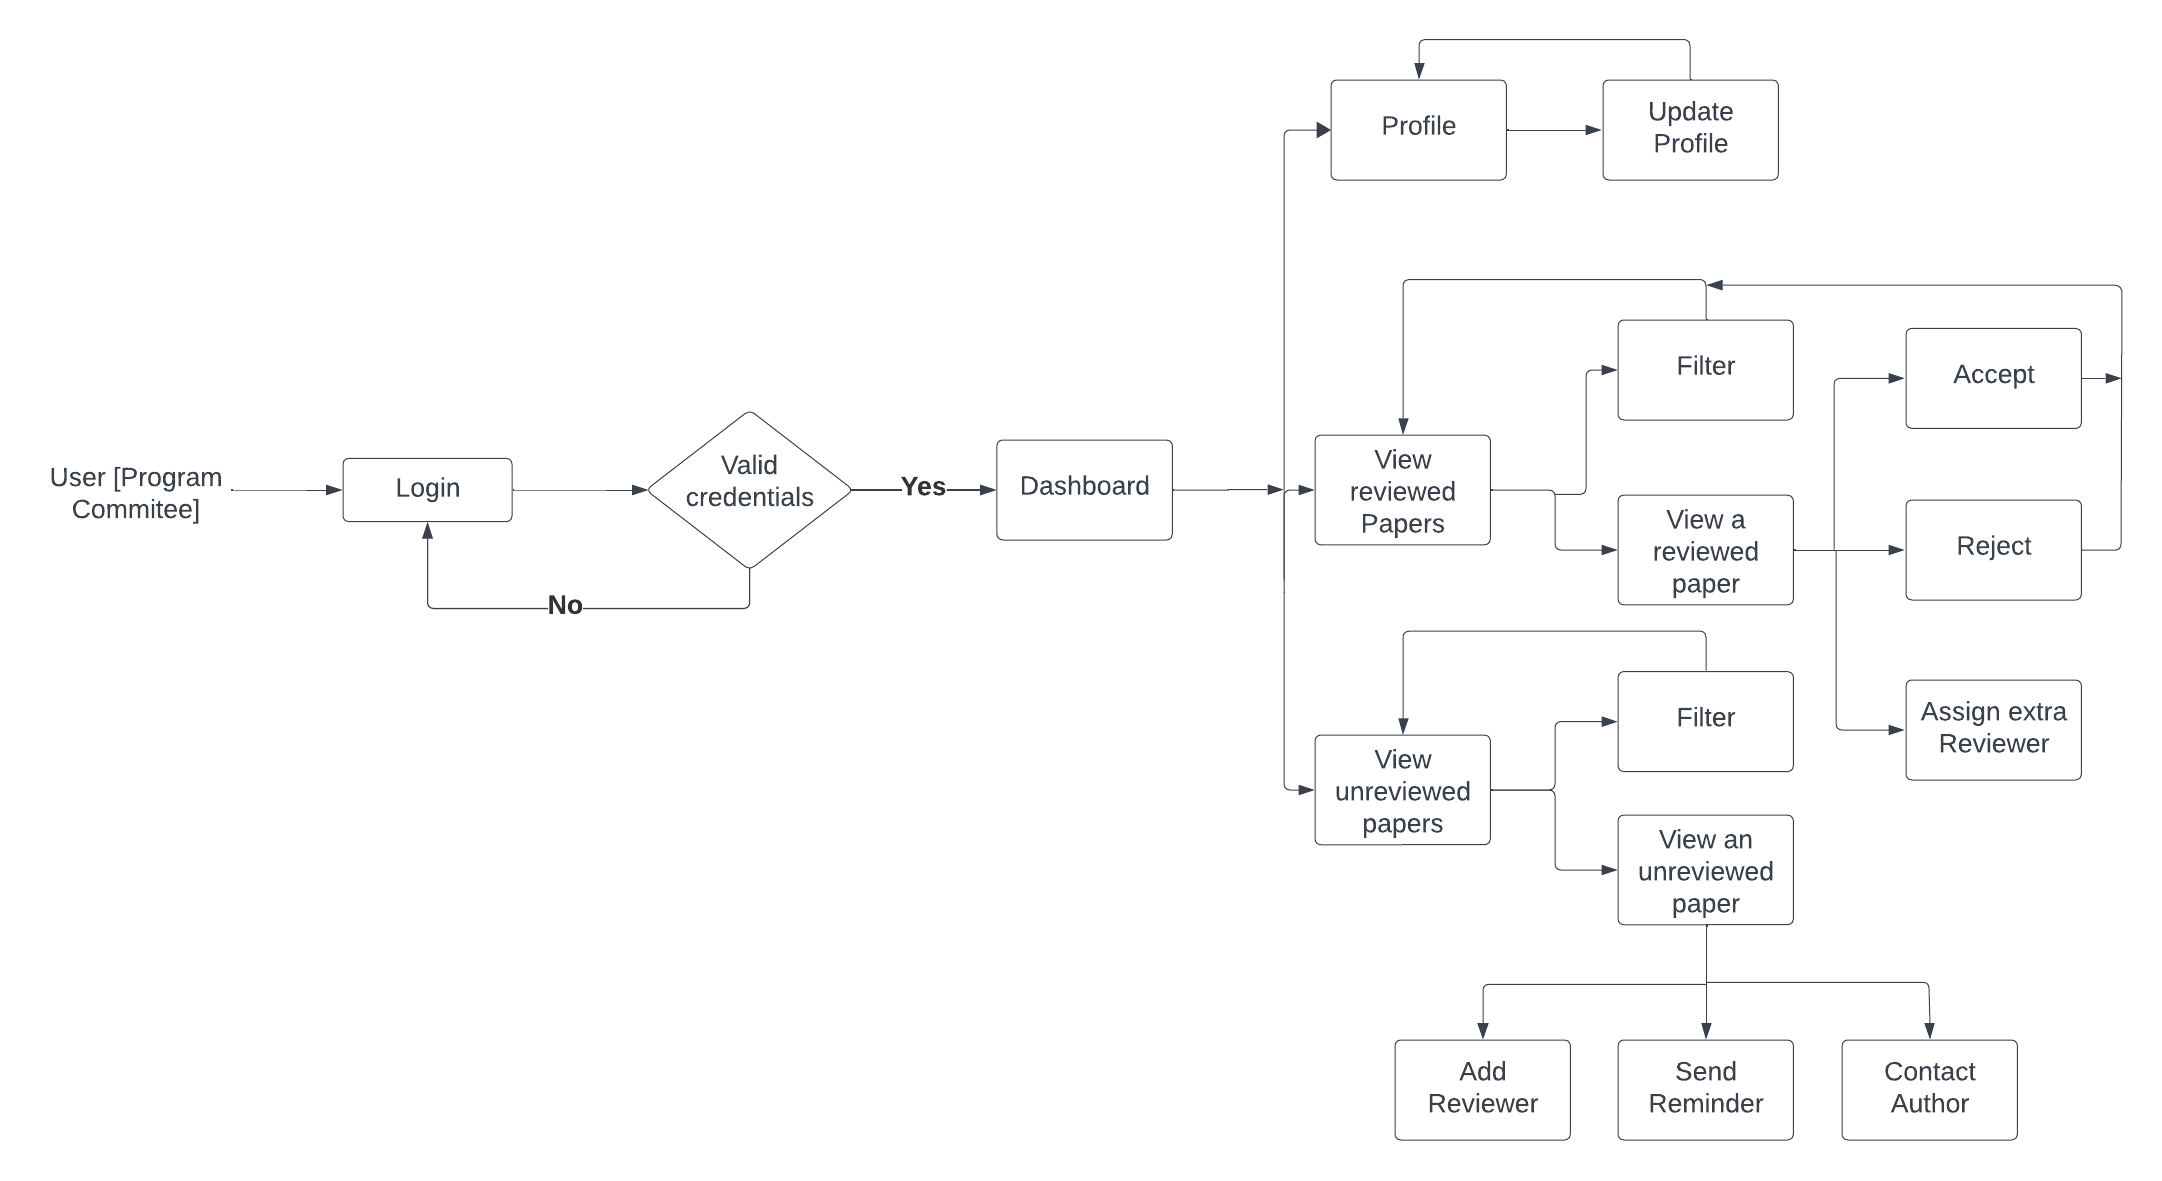 User [Program
Commitee]
Login
Valid
credentials
Yes
No
Dashboard
Profile
Update
Profile
View
reviewed
Papers
Filter
View a
reviewed
paper
Accept
Reject
Assign extra
Reviewer
View
unreviewed
papers
Filter
View an
unreviewed
paper
Add
Reviewer
Send
Reminder
Contact
Author